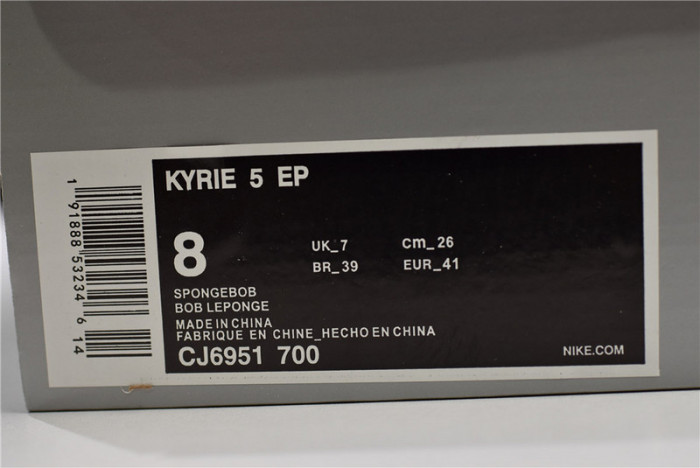 KYRIE 5 EP
8
UK_7 cm_26
BR_39 EUR_41
SPONGEBOB
BOB LEPONGE
MADE IN CHINA
FABRIQUE EN CHINE_HECHO EN CHINA
CJ6951 700
NIKE.COM
1 91888 53234 6 14